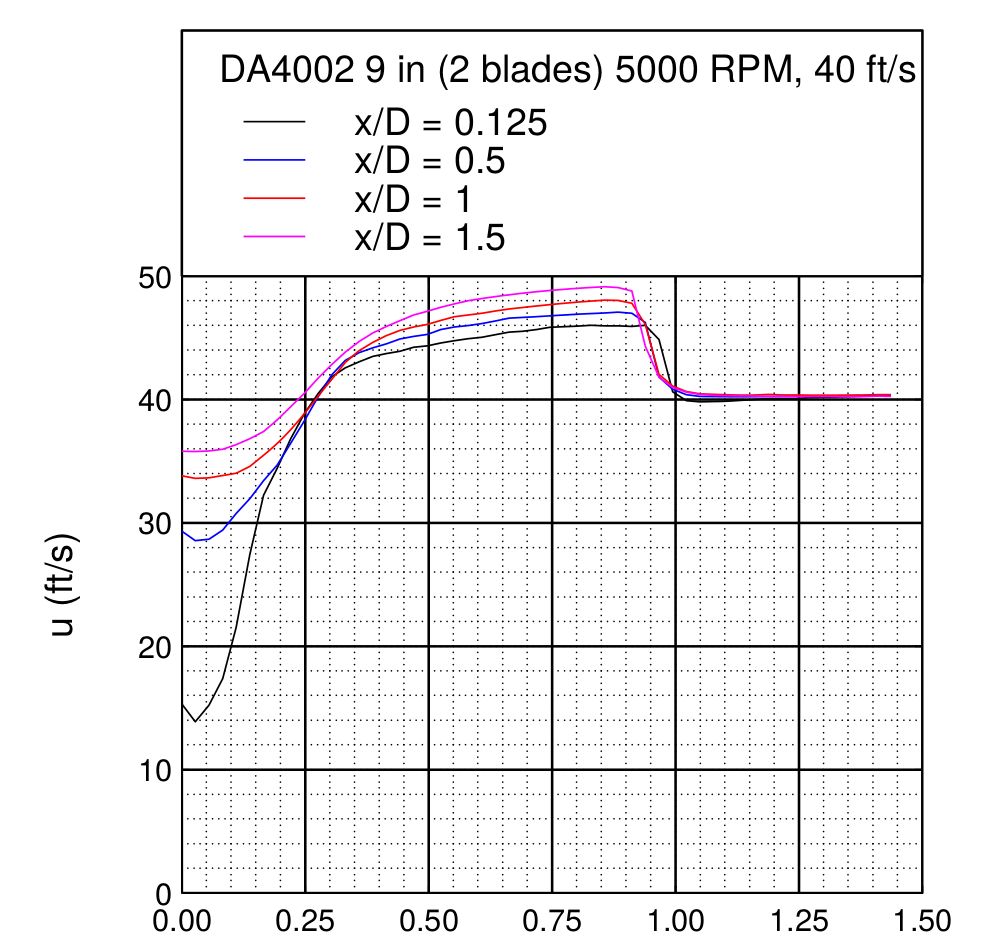 DA4002 9 in (2 blades) 5000 RPM, 40 ft/s
x/D = 0.125
x/D = 0.5
x/D = 1
x/D = 1.5
50
40
30
20
10
0
u (ft/s)
0.00 0.25 0.50 0.75 1.00 1.25 1.50